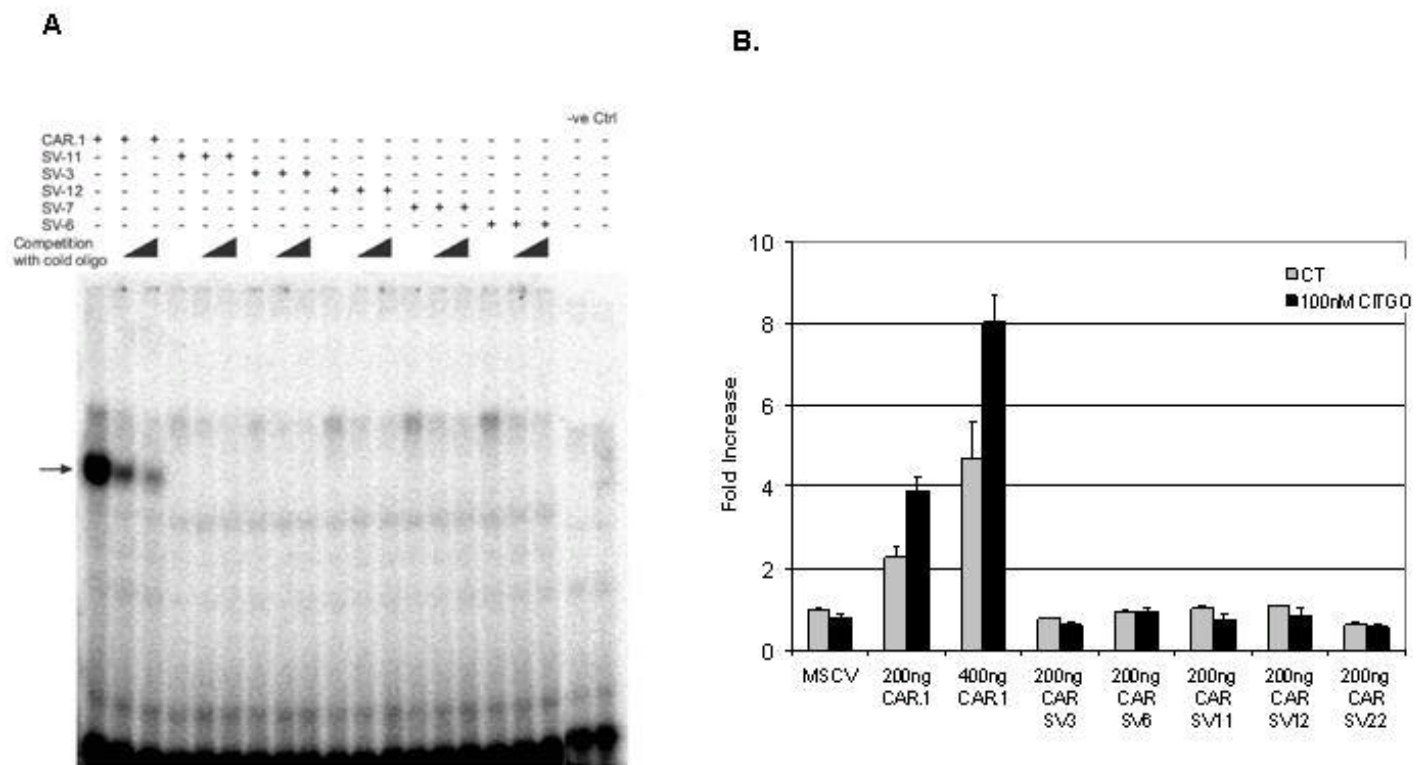 A
B.
-ve Ctrl
CAR.1 + + + - - - - - - - - - - - - - - - - -
SV-11 - - - + + + - - - - - - - - - - - - - -
SV-3 - - - - - - + + + - - - - - - - - - - -
SV-12 - - - - - - - - - + + + - - - - - - - -
SV-7 - - - - - - - - - - - - + + + - - - - -
SV-6 - - - - - - - - - - - - - - - + + + - -
Competition
with cold oligo
10
8
6
4
2
0
Fold Increase
CT
100nM CITCO
MSCV
200ng
CAR.1
400ng
CAR.1
200ng
CAR
SV3
200ng
CAR
SV6
200ng
CAR
SV11
200ng
CAR
SV12
200ng
CAR
SV22